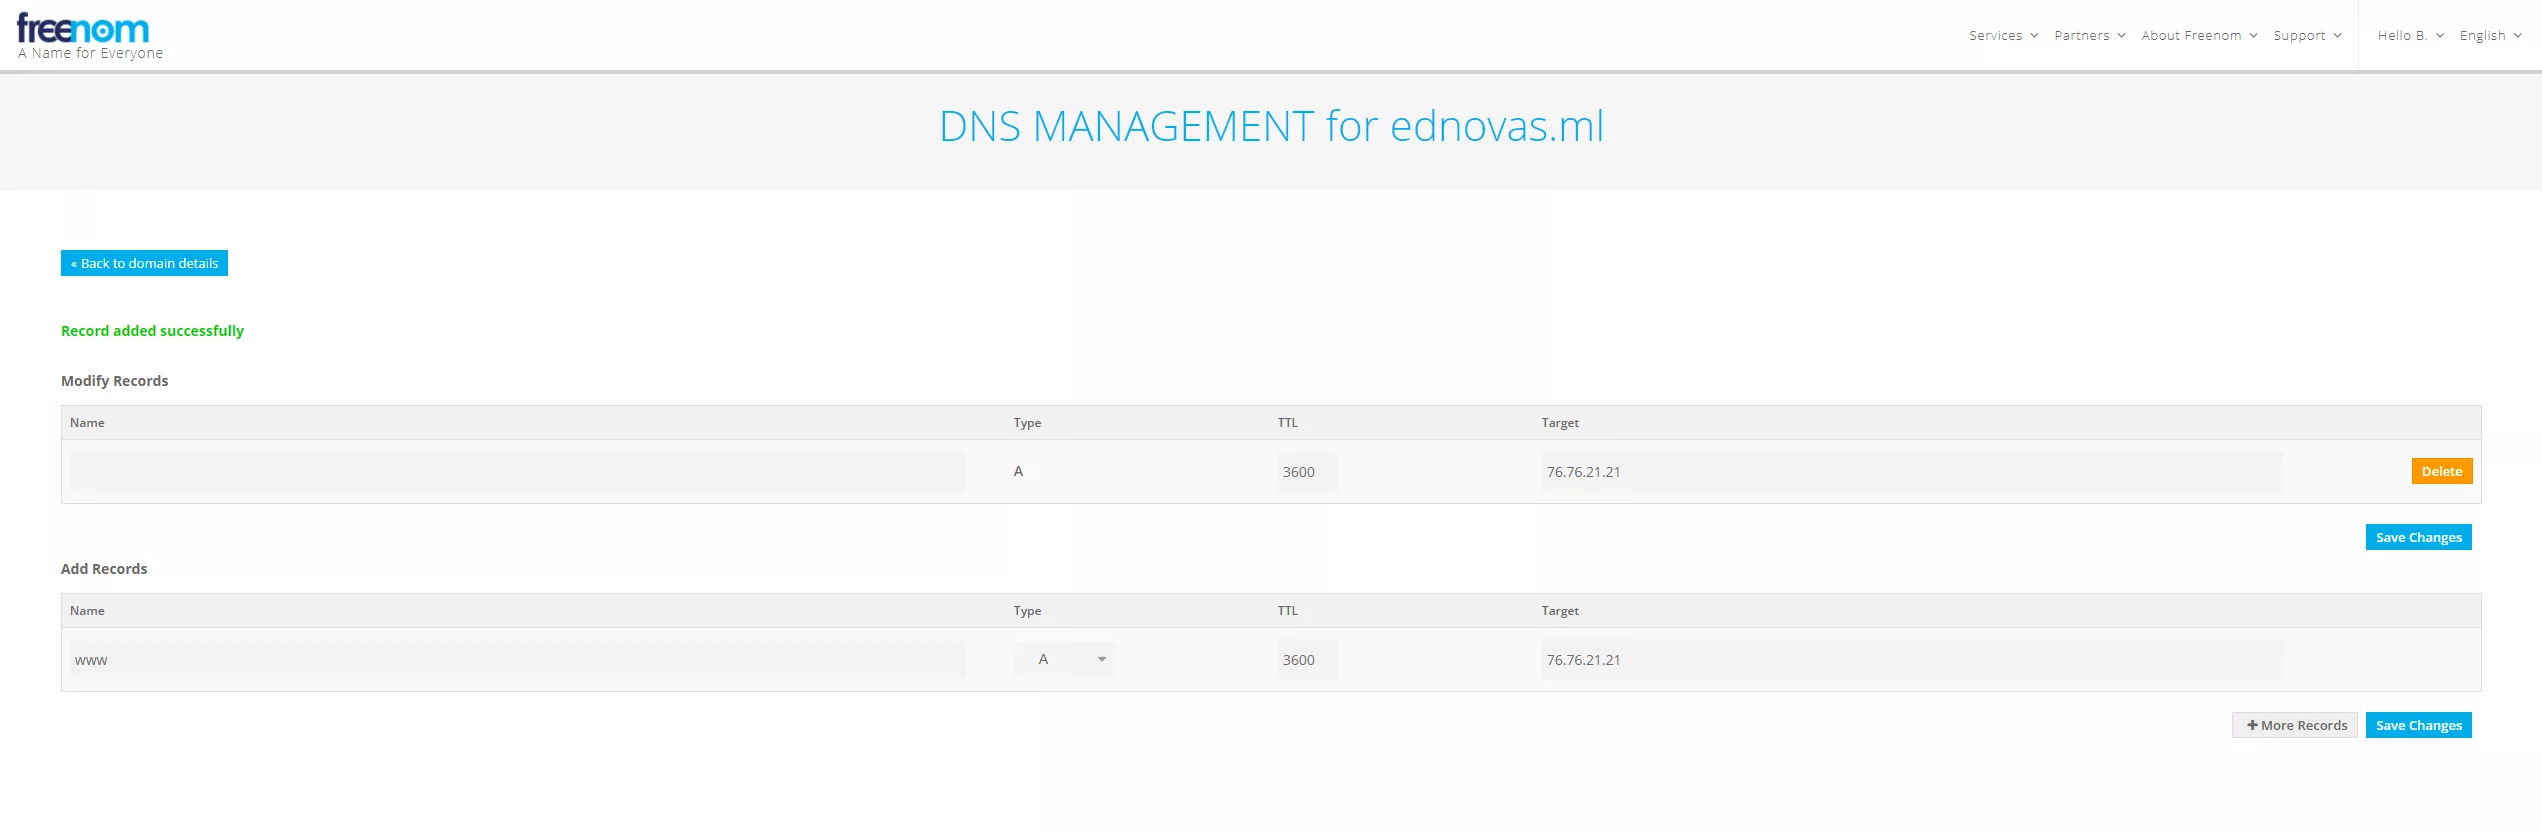 freenom
A Name for Everyone
Services Partners About Freenom Support Hello B. English
DNS MANAGEMENT for ednovas.ml
« Back to domain details
Record added successfully
Modify Records
Name Type TTL Target
A 3600 76.76.21.21 Delete
Save Changes
Add Records
Name Type TTL Target
www A 3600 76.76.21.21
+ More Records Save Changes